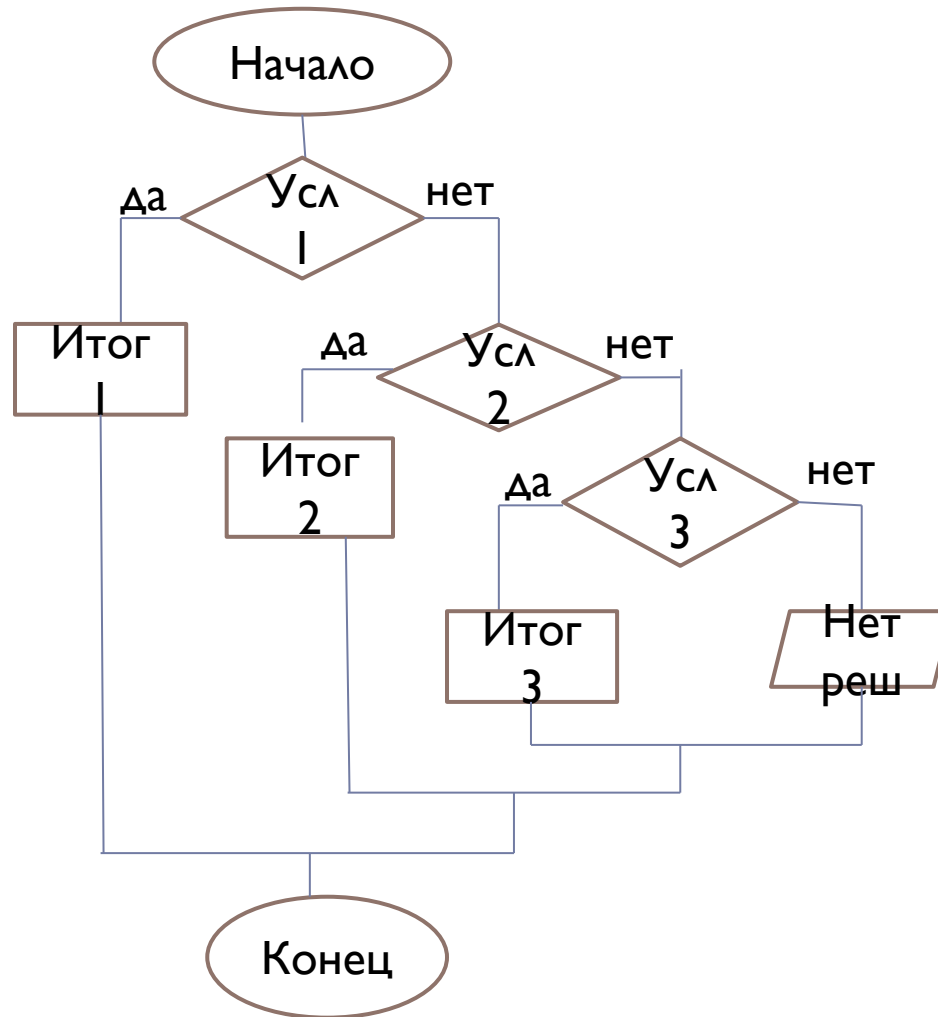 Начало
да
Усл
1
нет
Итог
1
да
Усл
2
нет
Итог
2
да
Усл
3
нет
Итог
3
Нет
реш
Конец